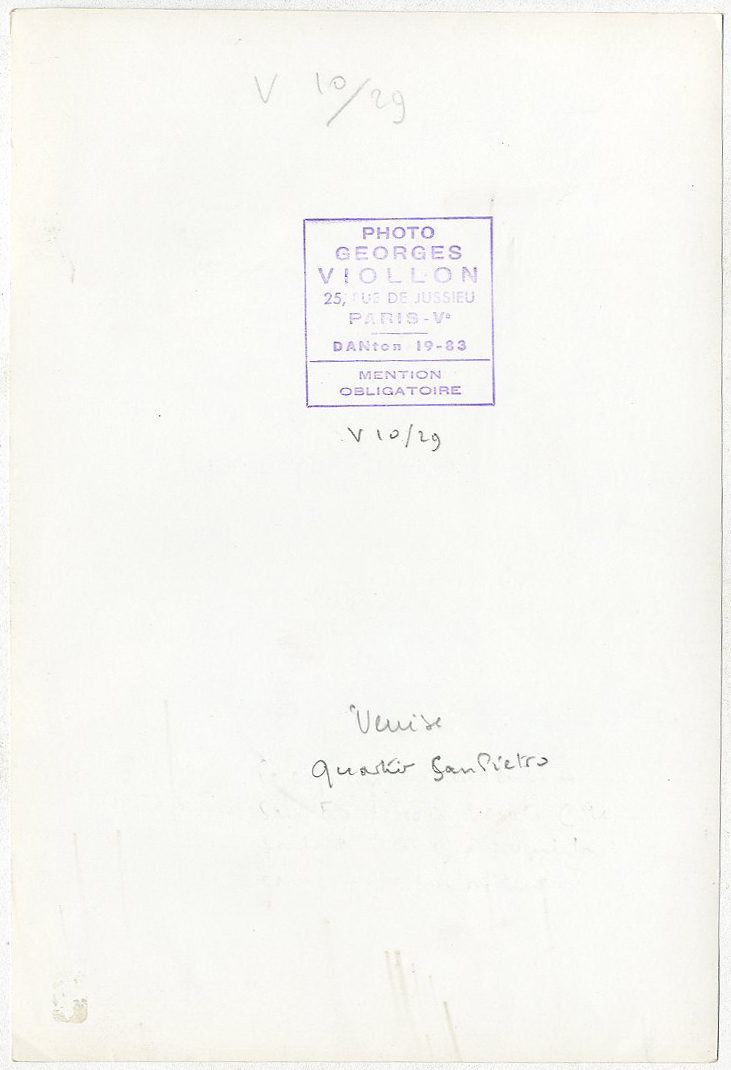 V 10/29
PHOTO
GEORGES
VIOLLON
25, RUE DE JUSSIEU
PARIS-Ve
DANton 19-83
MENTION
OBLIGATOIRE
V 10/29
Venise
Quartier San Pietro